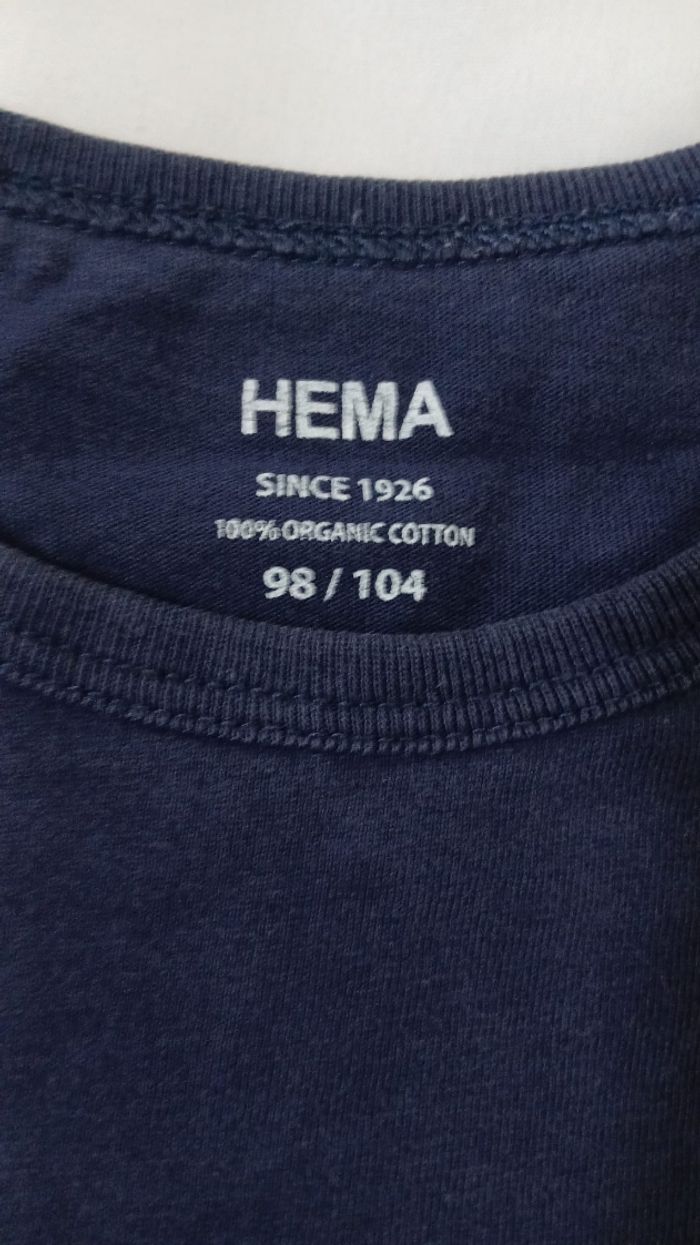 HEMA
SINCE 1926
100% ORGANIC COTTON
98 / 104